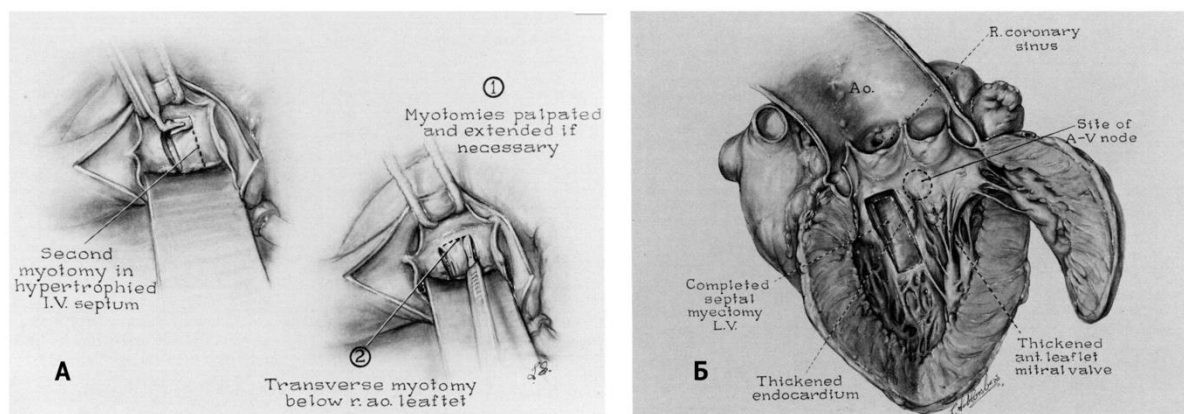 Second
myotomy in
hypertrophied
I.V. septum
A
①
Myotomies palpated
and extended if
necessary
②
Transverse myotomy
below r. ao. leaflet
R. coronary
sinus
Ao.
Site of
A-V node
Completed
septal
myectomy
L.V.
Thickened
endocardium
Thickened
ant. leaflet
mitral valve
Б